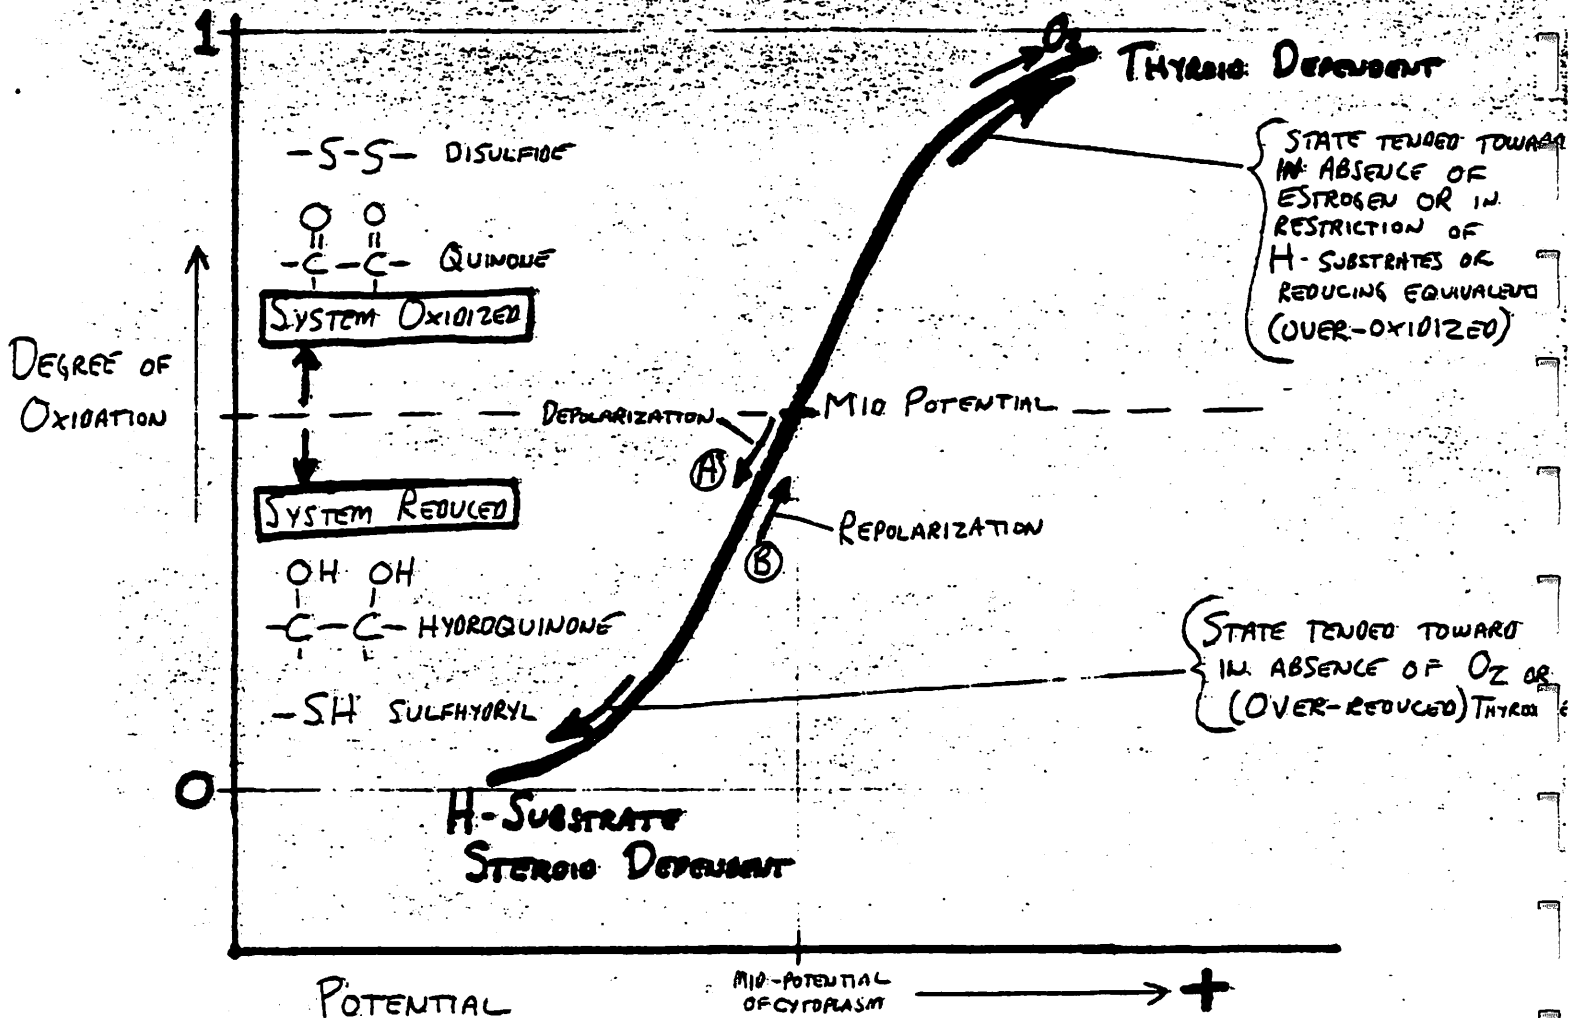 1
O2
THYROID DEPENDENT
-S-S- DISULFIDE
O O
-C-C- QUINONE
SYSTEM OXIDIZED
STATE TENDED TOWARD
IN ABSENCE OF
ESTROGEN OR IN
RESTRICTION OF
H-SUBSTRATES OR
REDUCING EQUIVALENT
(OVER-OXIDIZED)
DEGREE OF
OXIDATION
DEPOLARIZATION
MID POTENTIAL
A
SYSTEM REDUCED
REPOLARIZATION
B
OH OH
-C-C- HYDROQUINONE
-SH SULFHYDRYL
STATE TENDED TOWARD
IN ABSENCE OF O2 OR
(OVER-REDUCED)
0
H-SUBSTRATE
STEROID DEPENDENT
POTENTIAL
MID-POTENTIAL
OF CYTOPLASM
+